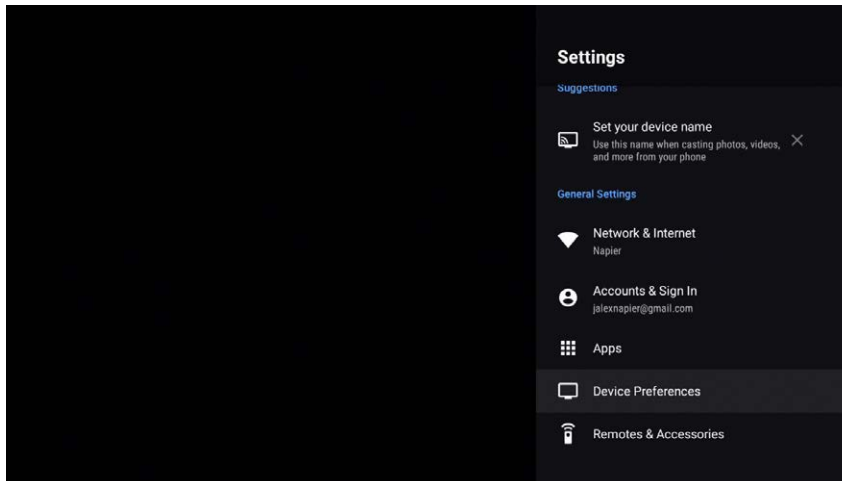 Settings
Suggestions
Set your device name
Use this name when casting photos, videos,
and more from your phone
General Settings
Network & Internet
Napier
Accounts & Sign In
jalexnapier@gmail.com
Apps
Device Preferences
Remotes & Accessories